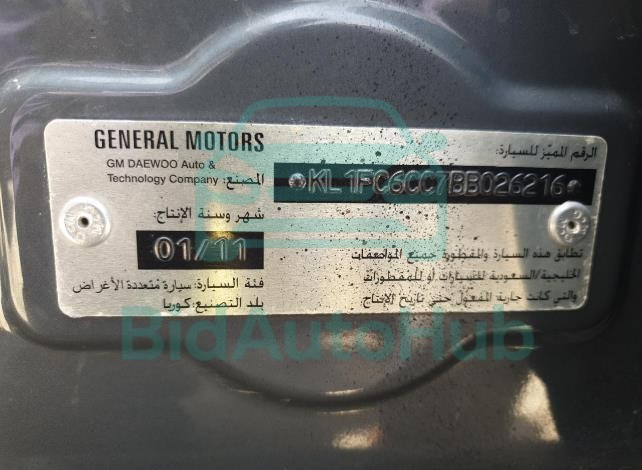 GENERAL MOTORS
GM DAEWOO Auto &
Technology Company
المصنع:
الرقم المميز للسيارة:
KL1FC6CC7BB026216
شهر وسنة الإنتاج:
01/11
فئة السيارة: سيارة متعددة الأغراض
بلد التصنيع: كوريا
تطابق هذه السيارة والمقطورة جميع المواصفات
الخليجية/السعودية للسيارات أو للمقطورات
والتي كانت جارية المفعول حتى تاريخ الإنتاج
BidAutoHub